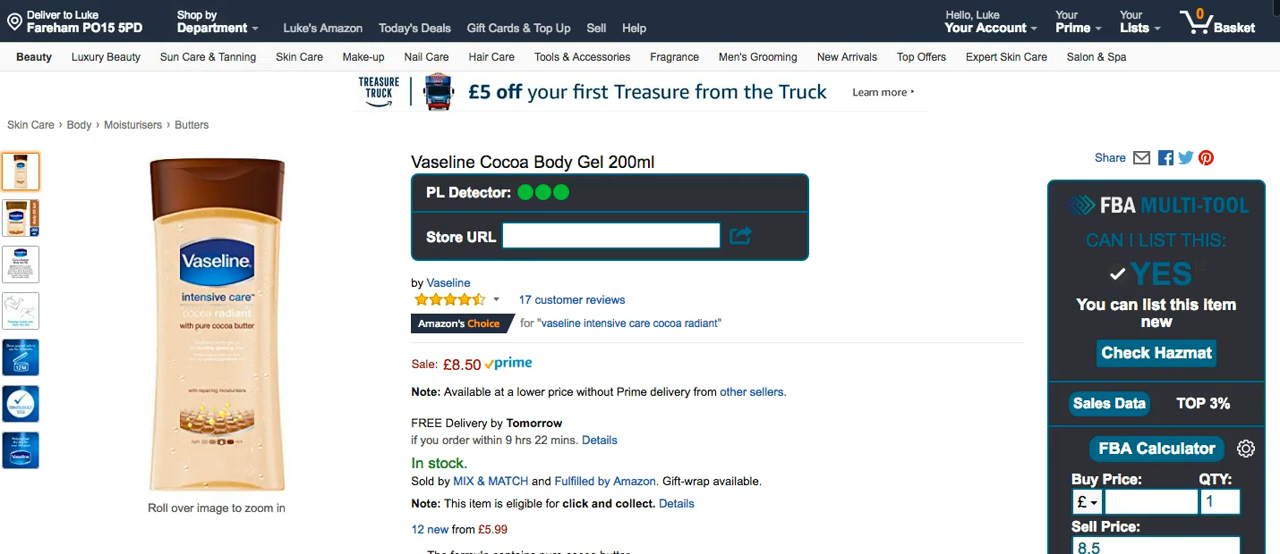 Deliver to Luke
Fareham PO15 5PD
Shop by
Department
Luke's Amazon
Today's Deals
Gift Cards & Top Up
Sell
Help
Hello, Luke
Your Account
Your
Prime
Your
Lists
0
Basket
Beauty
Luxury Beauty
Sun Care & Tanning
Skin Care
Make-up
Nail Care
Hair Care
Tools & Accessories
Fragrance
Men's Grooming
New Arrivals
Top Offers
Expert Skin Care
Salon & Spa
TREASURE
TRUCK
£5 off your first Treasure from the Truck
Learn more
Skin Care › Body › Moisturisers › Butters
Vaseline
intensive care™
cocoa radiant
with pure cocoa butter
with repairing moisturisers
Roll over image to zoom in
Vaseline Cocoa Body Gel 200ml
PL Detector:
Store URL
by Vaseline
17 customer reviews
Amazon's Choice for "vaseline intensive care cocoa radiant"
Sale: £8.50 prime
Note: Available at a lower price without Prime delivery from other sellers.
FREE Delivery by Tomorrow
if you order within 9 hrs 22 mins. Details
In stock.
Sold by MIX & MATCH and Fulfilled by Amazon. Gift-wrap available.
Note: This item is eligible for click and collect. Details
12 new from £5.99
The formula contains pure cocoa butter
Share
FBA MULTI-TOOL
CAN I LIST THIS:
YES
You can list this item
new
Check Hazmat
Sales Data
TOP 3%
FBA Calculator
Buy Price:
QTY:
£
1
Sell Price:
8.5